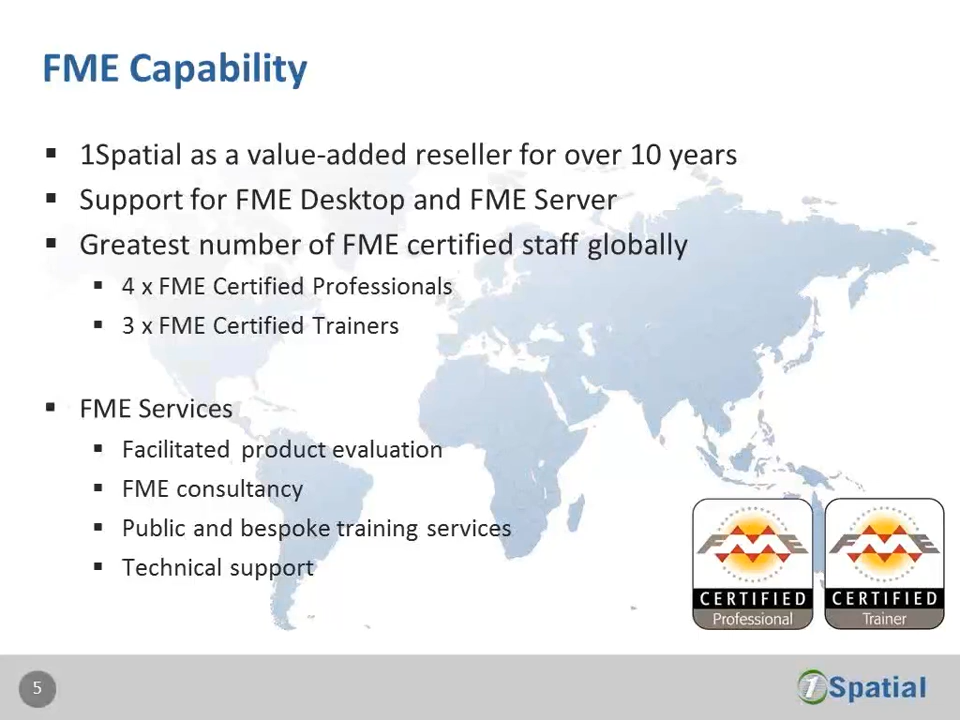 FME Capability
▪ 1Spatial as a value-added reseller for over 10 years
▪ Support for FME Desktop and FME Server
▪ Greatest number of FME certified staff globally
▪ 4 x FME Certified Professionals
▪ 3 x FME Certified Trainers
▪ FME Services
▪ Facilitated product evaluation
▪ FME consultancy
▪ Public and bespoke training services
▪ Technical support
FME
CERTIFIED
Professional
FME
CERTIFIED
Trainer
5
1Spatial